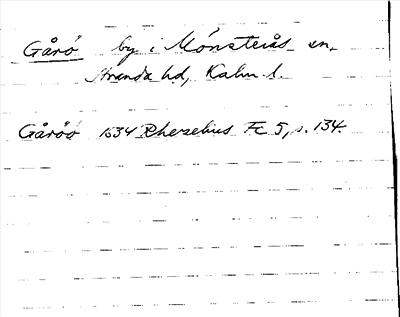 Gårö by i Mönsterås sn,
Stranda hd, Kalm. l.
Gåröö 1634 Rhezelius Fc 5, s. 134.